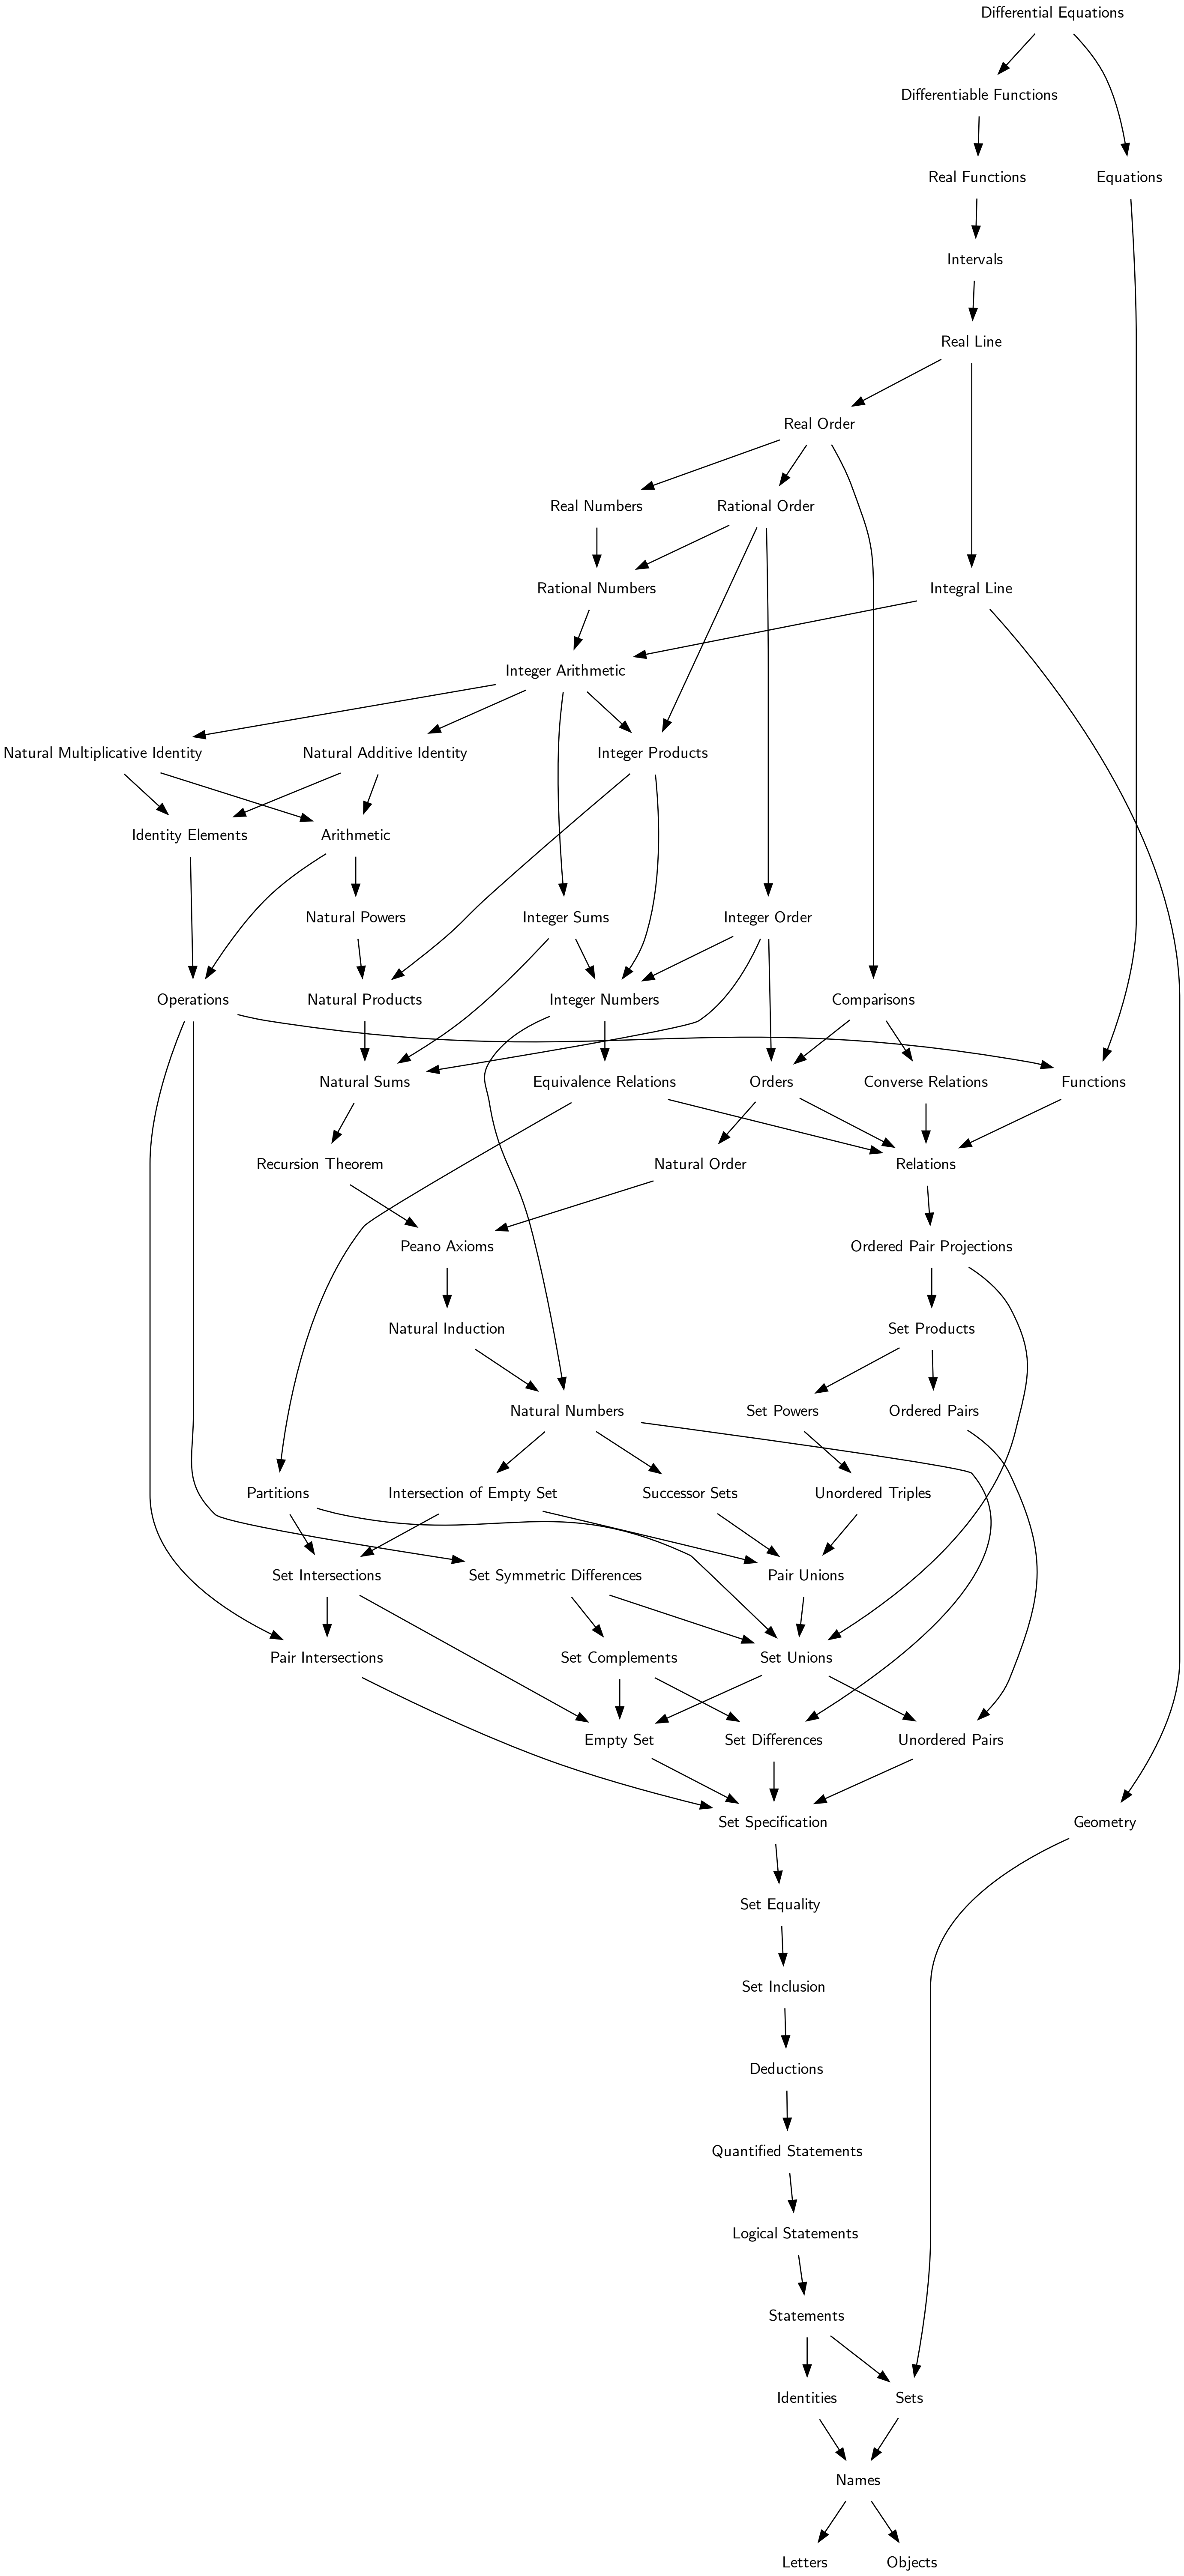 Differential Equations
Differentiable Functions
Real Functions
Equations
Intervals
Real Line
Real Order
Real Numbers
Rational Order
Rational Numbers
Integral Line
Integer Arithmetic
Natural Multiplicative Identity
Natural Additive Identity
Integer Products
Identity Elements
Arithmetic
Natural Powers
Integer Sums
Integer Order
Operations
Natural Products
Integer Numbers
Comparisons
Natural Sums
Equivalence Relations
Orders
Converse Relations
Functions
Recursion Theorem
Natural Order
Relations
Peano Axioms
Ordered Pair Projections
Natural Induction
Set Products
Natural Numbers
Set Powers
Ordered Pairs
Partitions
Intersection of Empty Set
Successor Sets
Unordered Triples
Set Intersections
Set Symmetric Differences
Pair Unions
Pair Intersections
Set Complements
Set Unions
Empty Set
Set Differences
Unordered Pairs
Set Specification
Geometry
Set Equality
Set Inclusion
Deductions
Quantified Statements
Logical Statements
Statements
Identities
Sets
Names
Letters
Objects